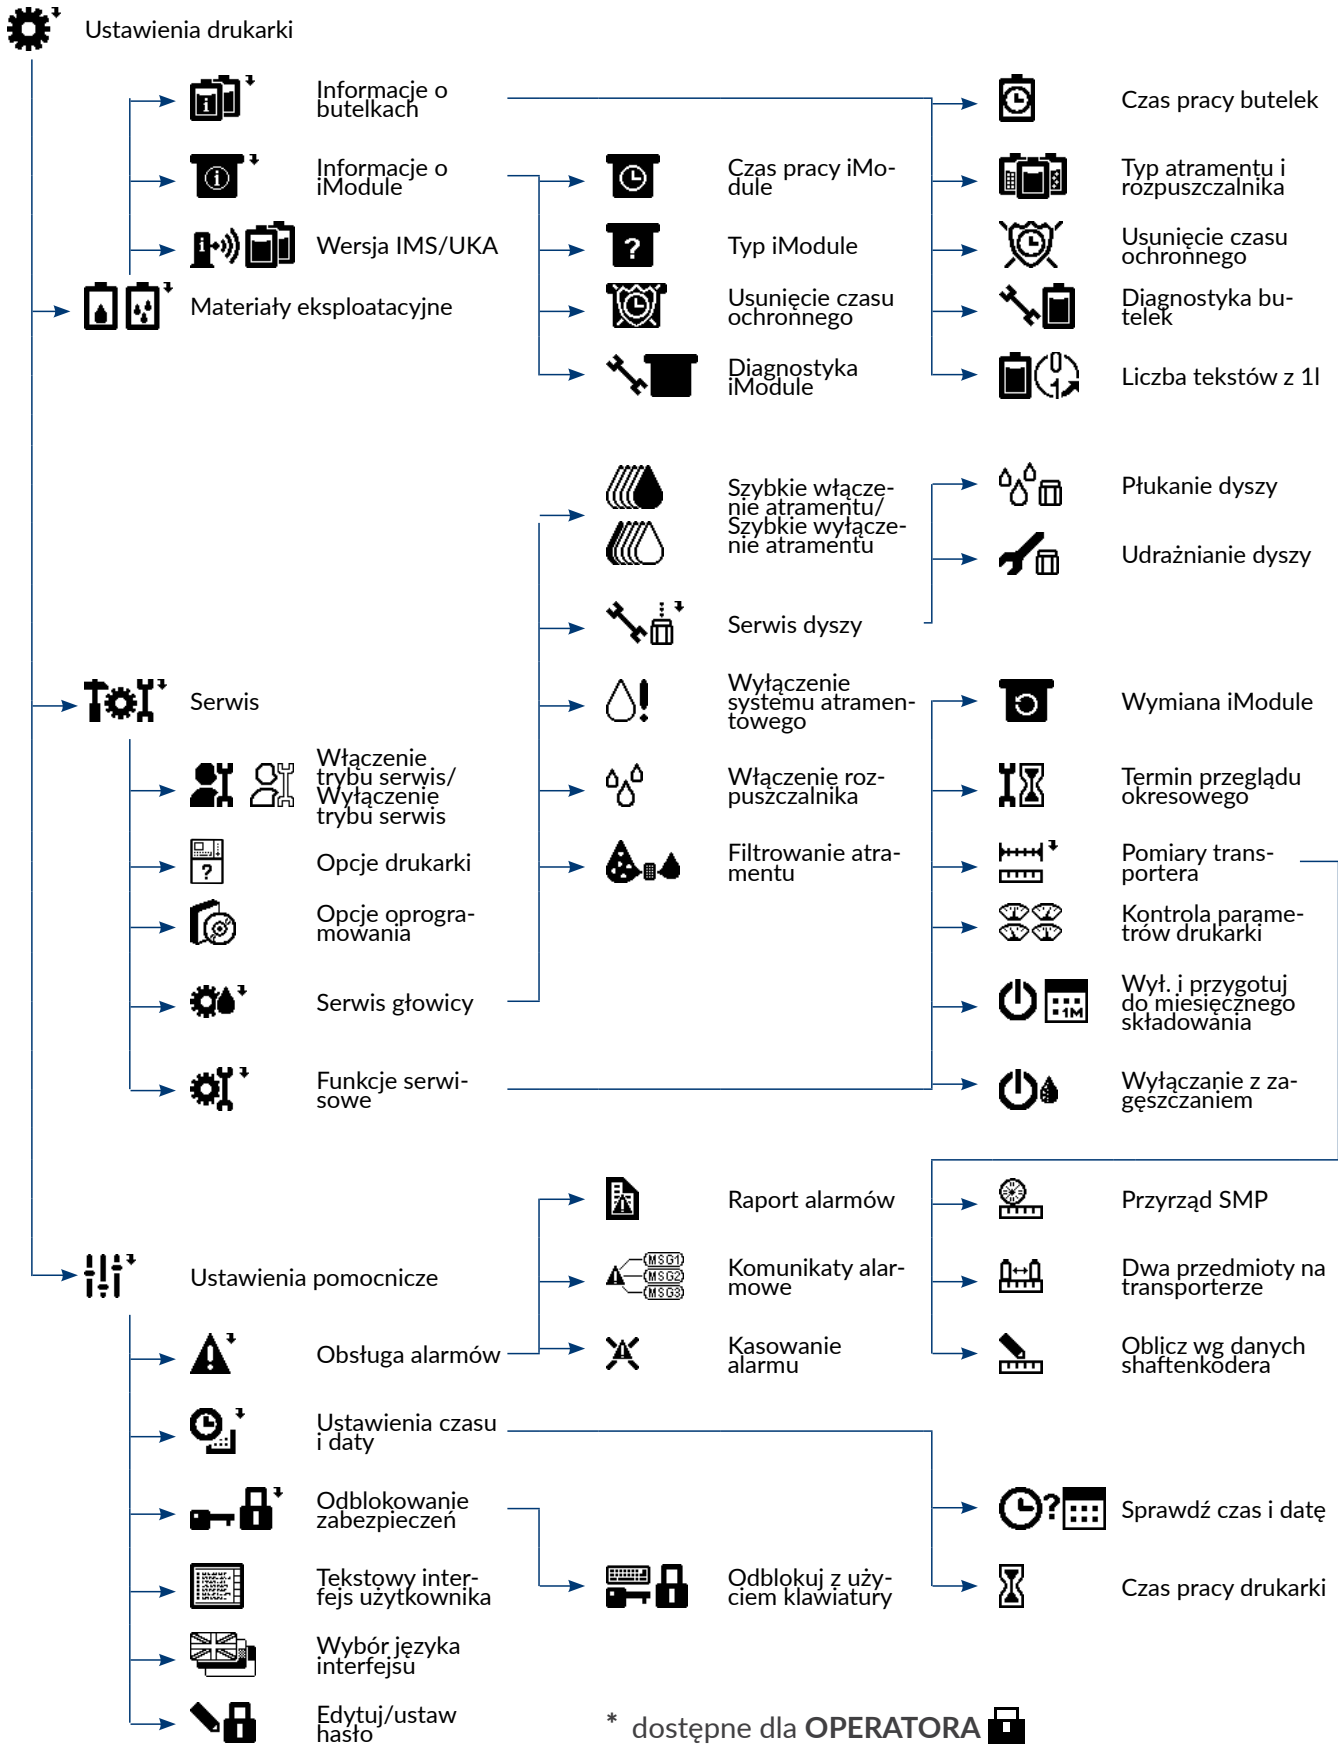 Ustawienia drukarki
Informacje o
butelkach
Czas pracy butelek
Informacje o
iModule
Czas pracy iMo-
dule
Typ atramentu i
rozpuszczalnika
Wersja IMS/UKA
Typ iModule
Usunięcie czasu
ochronnego
Materiały eksploatacyjne
Usunięcie czasu
ochronnego
Diagnostyka bu-
telek
Diagnostyka
iModule
Liczba tekstów z 1l
Szybkie włącze-
nie atramentu/
Szybkie wyłącze-
nie atramentu
Płukanie dyszy
Udrażnianie dyszy
Serwis dyszy
Serwis
Wyłączenie
systemu atramen-
towego
Wymiana iModule
Włączenie
trybu serwis/
Wyłączenie
trybu serwis
Włączenie roz-
puszczalnika
Termin przeglądu
okresowego
Opcje drukarki
Filtrowanie atra-
mentu
Pomiary trans-
portera
Opcje oprogra-
mowania
Kontrola parame-
trów drukarki
Serwis głowicy
1M
Wył. i przygotuj
do miesięcznego
składowania
Funkcje serwi-
sowe
Wyłączanie z za-
gęszczaniem
Raport alarmów
Przyrząd SMP
Ustawienia pomocnicze
MSG1
MSG2
MSG3
Komunikaty alar-
mowe
Dwa przedmioty na
transporterze
Obsługa alarmów
Kasowanie
alarmu
Oblicz wg danych
shaftenkodera
Ustawienia czasu
i daty
Odblokowanie
zabezpieczeń
Sprawdź czas i datę
Tekstowy inter-
fejs użytkownika
Odblokuj z uży-
ciem klawiatury
Czas pracy drukarki
Wybór języka
interfejsu
Edytuj/ustaw
hasło
* dostępne dla OPERATORA